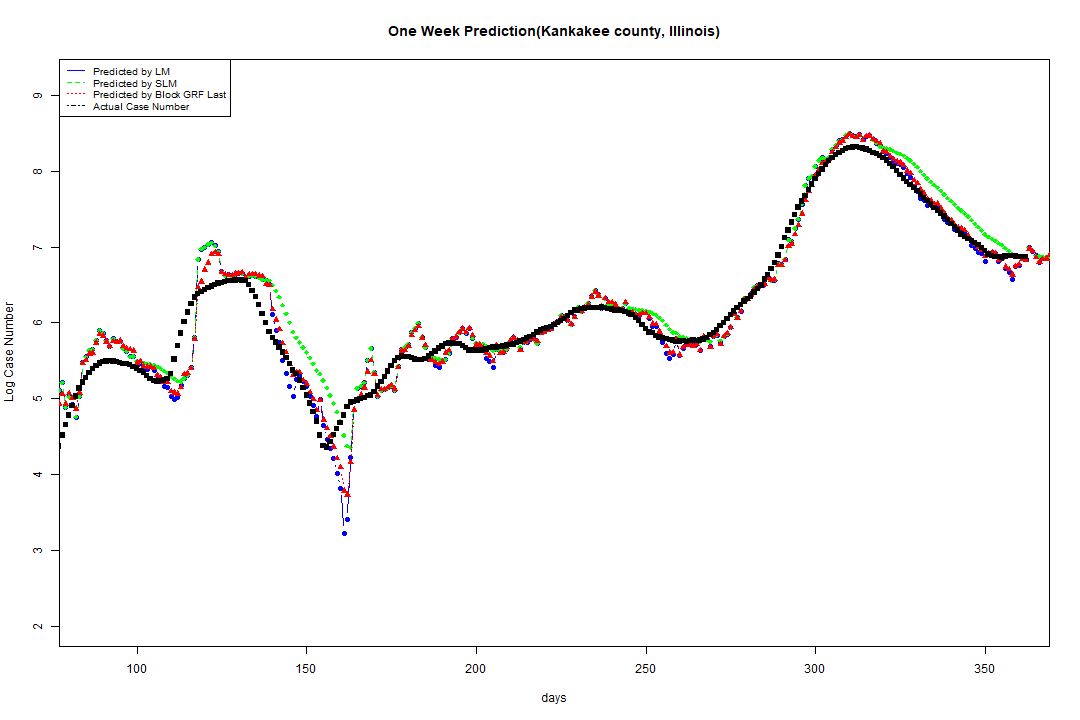 One Week Prediction(Kankakee county, Illinois)
Predicted by LM
Predicted by SLM
Predicted by Block GRF Last
Actual Case Number
9
8
7
6
5
4
3
2
Log Case Number
100 150 200 250 300 350
days